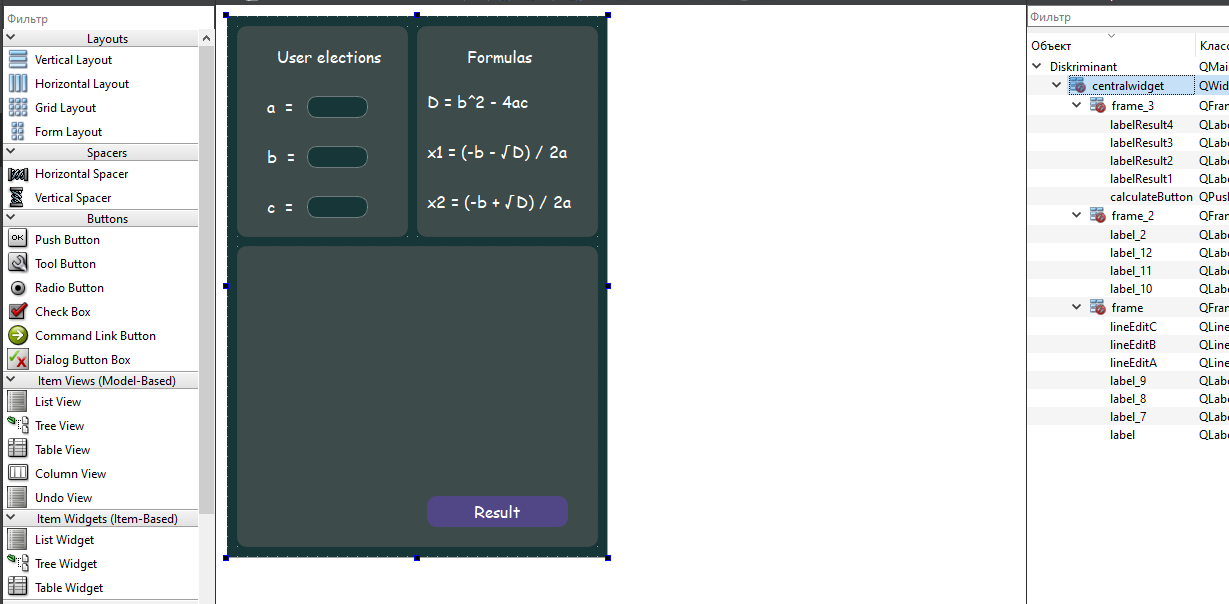 Фильтр
Layouts
Vertical Layout
Horizontal Layout
Grid Layout
Form Layout
Spacers
Horizontal Spacer
Vertical Spacer
Buttons
OK
Push Button
Tool Button
Radio Button
Check Box
Command Link Button
Dialog Button Box
Item Views (Model-Based)
List View
Tree View
Table View
Column View
Undo View
Item Widgets (Item-Based)
List Widget
Tree Widget
Table Widget
User elections
a =
b =
c =
Formulas
D = b^2 - 4ac
x1 = (-b - √D) / 2a
x2 = (-b + √D) / 2a
Result
Фильтр
Объект Клас
Diskriminant QMai
centralwidget QWid
frame_3 QFran
labelResult4 QLabe
labelResult3 QLabe
labelResult2 QLabe
labelResult1 QLabe
calculateButton QPus
frame_2 QFran
label_2 QLabe
label_12 QLabe
label_11 QLabe
label_10 QLabe
frame QFran
lineEditC QLine
lineEditB QLine
lineEditA QLine
label_9 QLabe
label_8 QLabe
label_7 QLabe
label QLabe